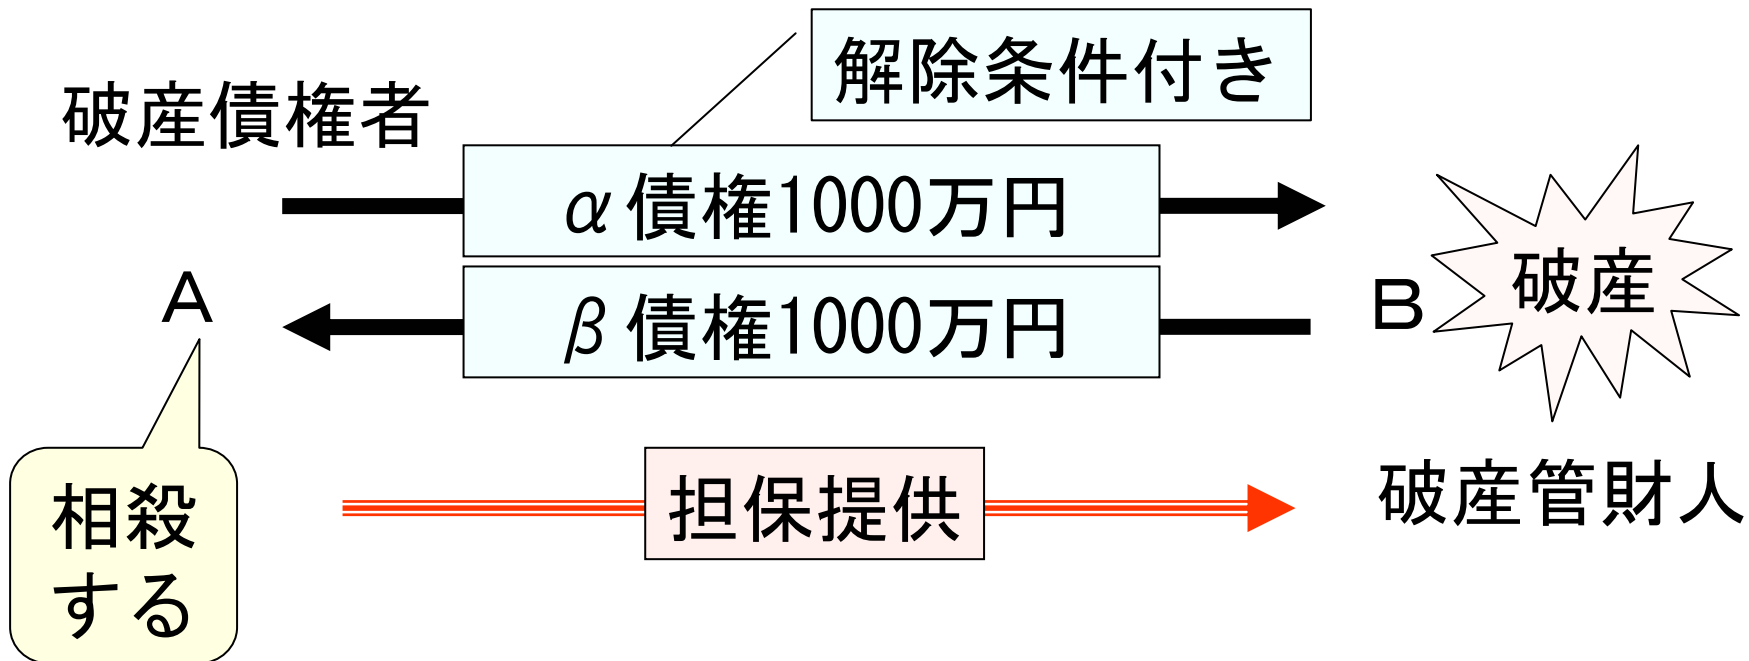 解除条件付き
破産債権者
α債権1000万円
A
β債権1000万円
B
破産
相殺
する
担保提供
破産管財人